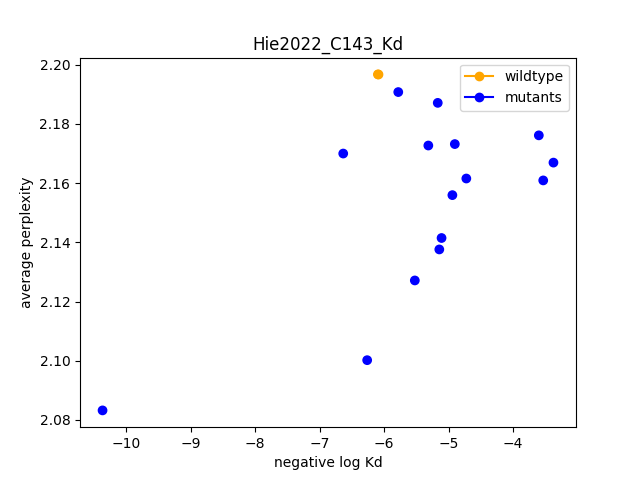 Hie2022_C143_Kd
wildtype
mutants
2.20
2.18
2.16
2.14
2.12
2.10
2.08
average perplexity
−10
−9
−8
−7
−6
−5
−4
negative log Kd